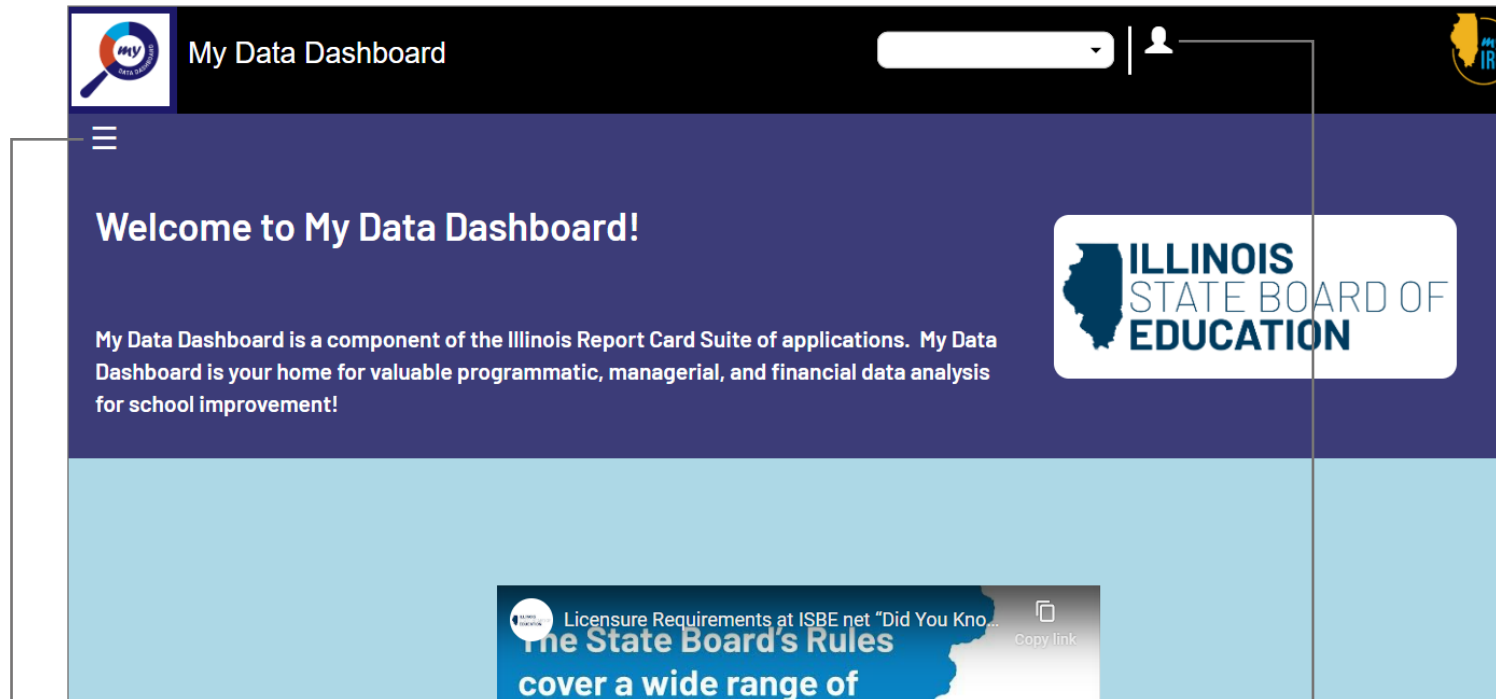 my
DATA DASHBOARD
My Data Dashboard
IR
Welcome to My Data Dashboard!
ILLINOIS
STATE BOARD OF
EDUCATION
My Data Dashboard is a component of the Illinois Report Card Suite of applications. My Data
Dashboard is your home for valuable programmatic, managerial, and financial data analysis
for school improvement!
Licensure Requirements at ISBE net “Did You Kno...
Copy link
The State Board's Rules
cover a wide range of